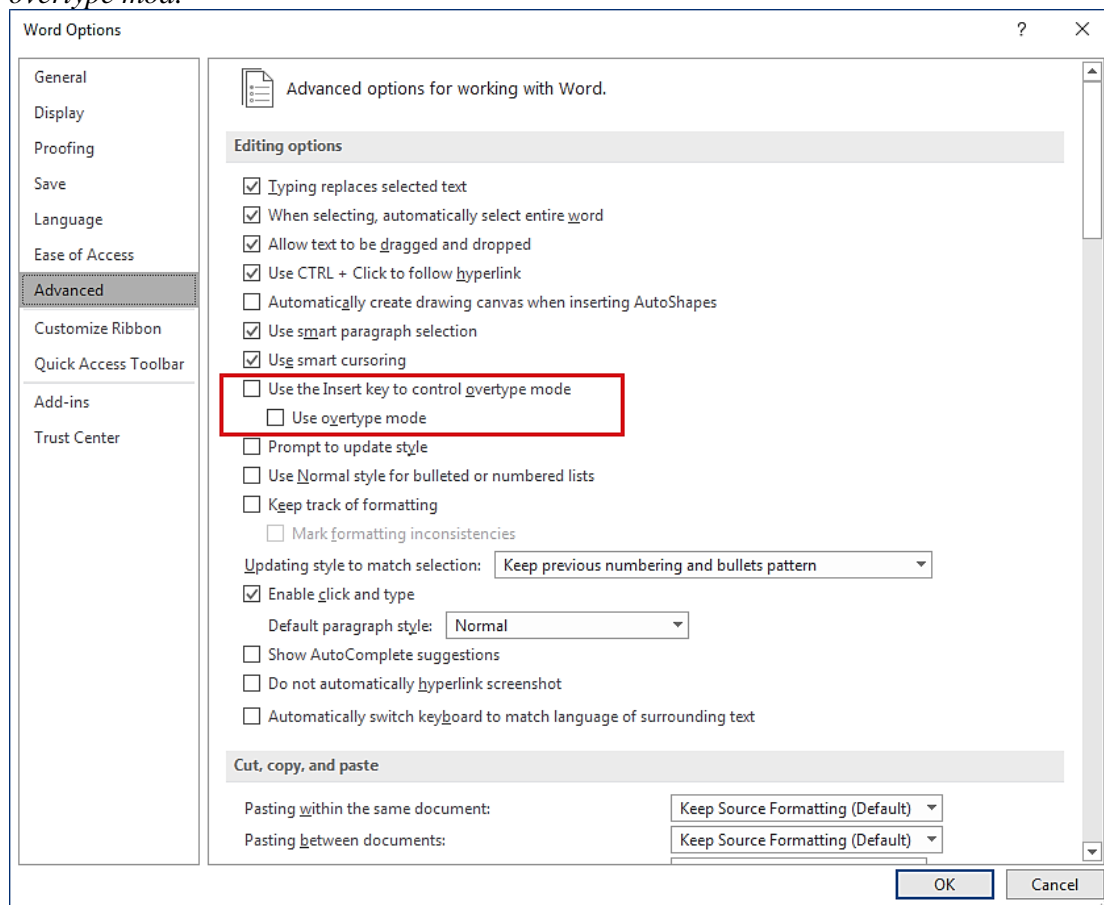 overtype mod.
Word Options
?
General
Display
Proofing
Save
Language
Ease of Access
Advanced
Customize Ribbon
Quick Access Toolbar
Add-ins
Trust Center
Advanced options for working with Word.
Editing options
Typing replaces selected text
When selecting, automatically select entire word
Allow text to be dragged and dropped
Use CTRL + Click to follow hyperlink
Automatically create drawing canvas when inserting AutoShapes
Use smart paragraph selection
Use smart cursoring
Use the Insert key to control overtype mode
Use overtype mode
Prompt to update style
Use Normal style for bulleted or numbered lists
Keep track of formatting
Mark formatting inconsistencies
Updating style to match selection: Keep previous numbering and bullets pattern
Enable click and type
Default paragraph style: Normal
Show AutoComplete suggestions
Do not automatically hyperlink screenshot
Automatically switch keyboard to match language of surrounding text
Cut, copy, and paste
Pasting within the same document: Keep Source Formatting (Default)
Pasting between documents: Keep Source Formatting (Default)
OK Cancel